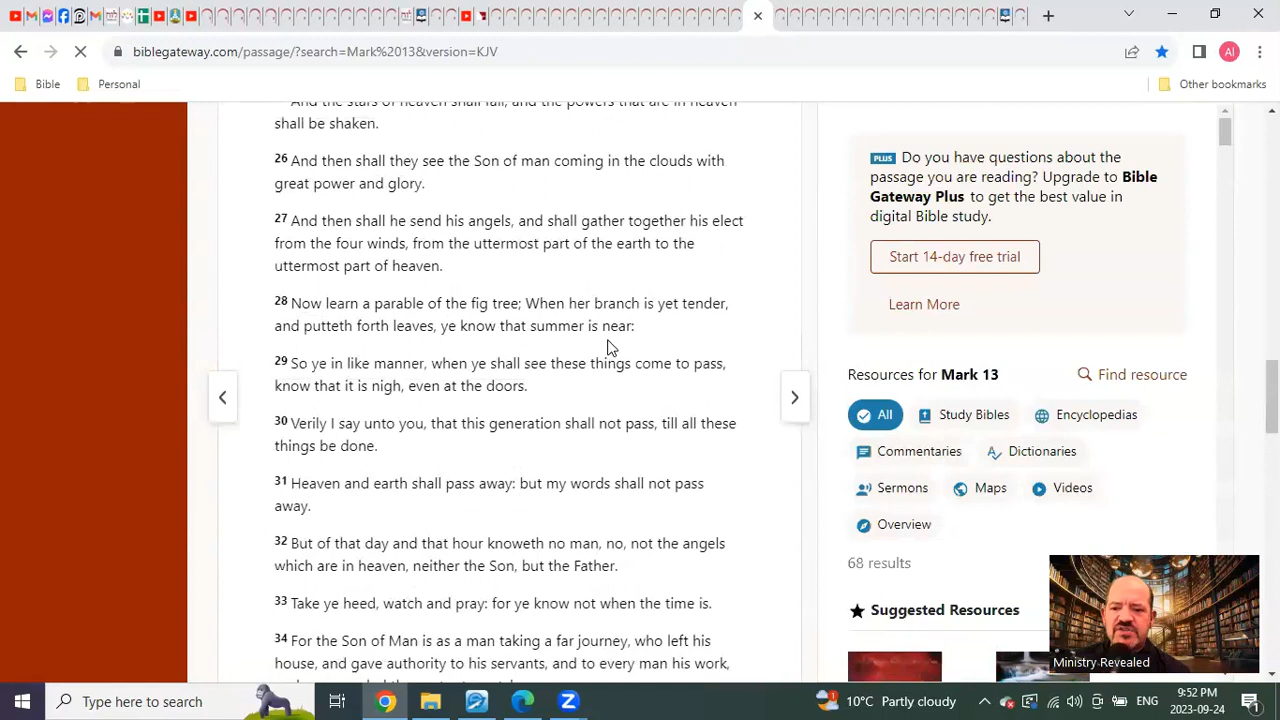 biblegateway.com/passage/?search=Mark%2013&version=KJV
AI
Bible
Personal
Other bookmarks
And the stars of heaven shall fall, and the powers that are in heaven
shall be shaken.
26 And then shall they see the Son of man coming in the clouds with
great power and glory.
27 And then shall he send his angels, and shall gather together his elect
from the four winds, from the uttermost part of the earth to the
uttermost part of heaven.
28 Now learn a parable of the fig tree; When her branch is yet tender,
and putteth forth leaves, ye know that summer is near:
29 So ye in like manner, when ye shall see these things come to pass,
know that it is nigh, even at the doors.
30 Verily I say unto you, that this generation shall not pass, till all these
things be done.
31 Heaven and earth shall pass away: but my words shall not pass
away.
32 But of that day and that hour knoweth no man, no, not the angels
which are in heaven, neither the Son, but the Father.
33 Take ye heed, watch and pray: for ye know not when the time is.
34 For the Son of Man is as a man taking a far journey, who left his
house, and gave authority to his servants, and to every man his work,
PLUS Do you have questions about the
passage you are reading? Upgrade to Bible
Gateway Plus to get the best value in
digital Bible study.
Start 14-day free trial
Learn More
Resources for Mark 13
Find resource
All
Study Bibles
Encyclopedias
Commentaries
Dictionaries
Sermons
Maps
Videos
Overview
68 results
Suggested Resources
Ministry Revealed
Type here to search
10°C Partly cloudy
ENG
9:52 PM
2023-09-24